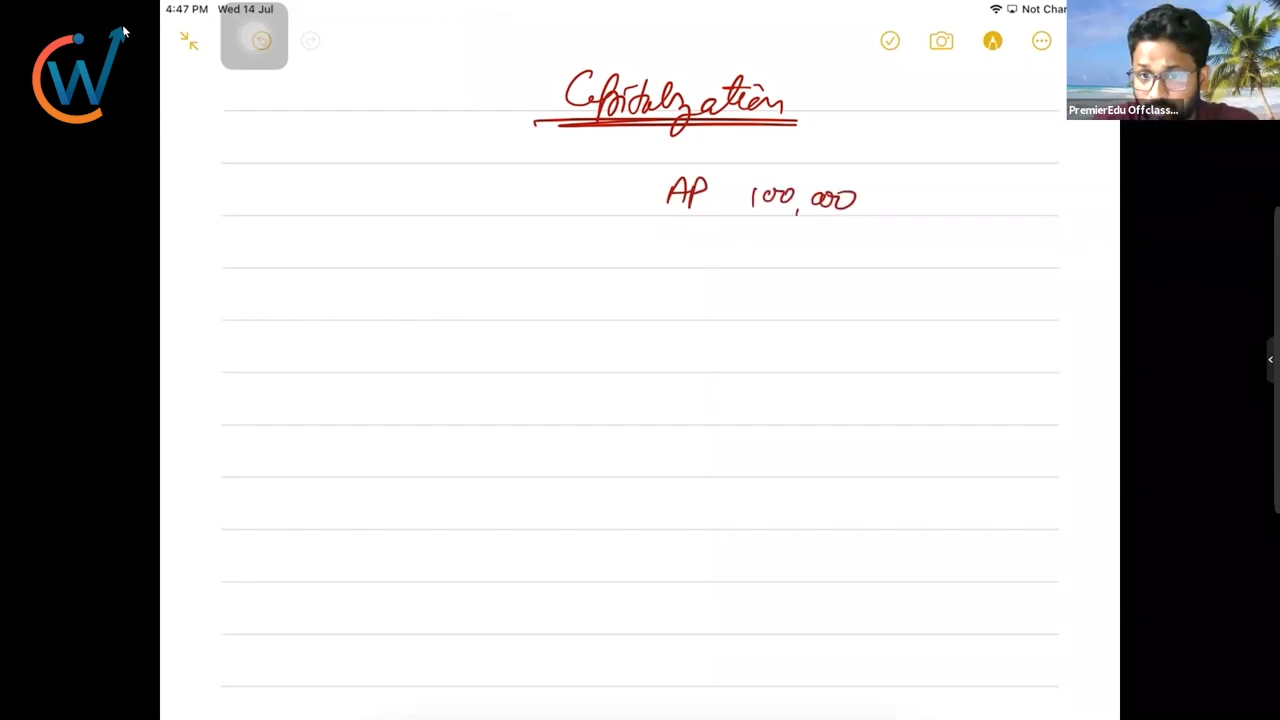 4:47 PM Wed 14 Jul
Not Char
Capitalization
PremierEdu Offclass...
AP 100,000